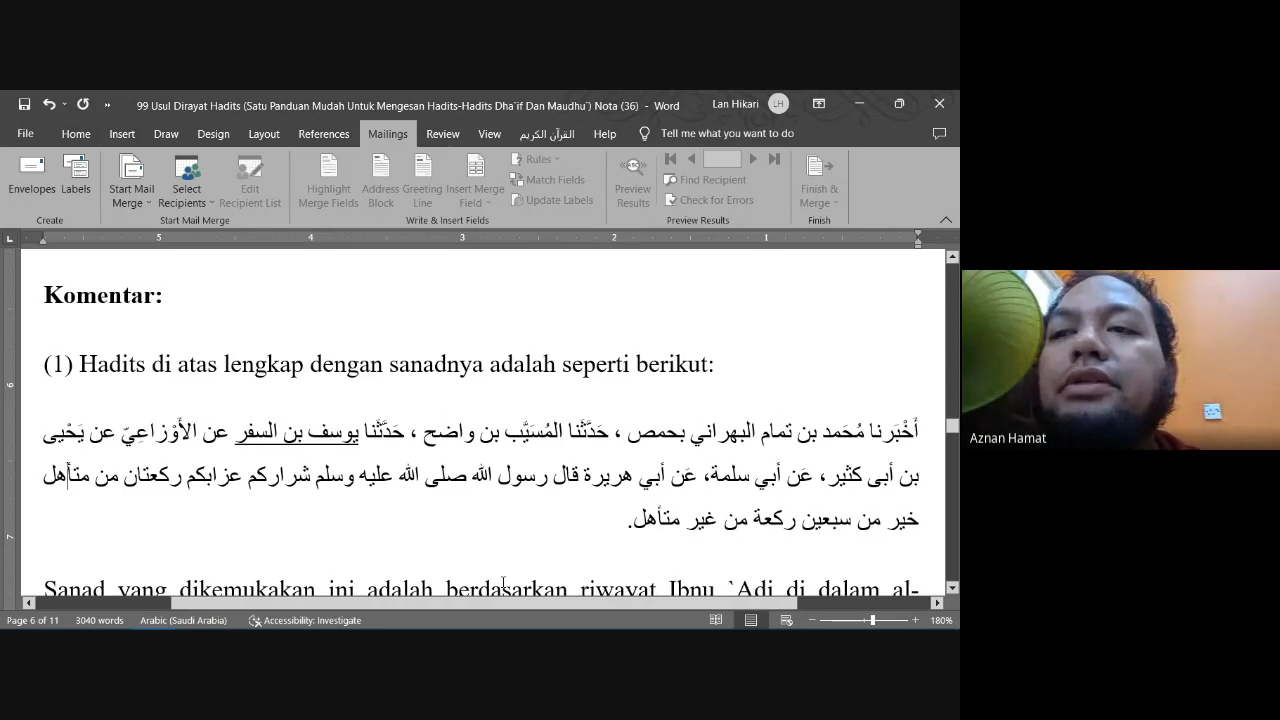 99 Usul Dirayat Hadits (Satu Panduan Mudah Untuk Mengesan Hadits-Hadits Dha`if Dan Maudhu`) Nota (36) - Word
Lan Hikari
LH
File Home Insert Draw Design Layout References Mailings Review View القرآن الكريم Help Tell me what you want to do
Envelopes Labels
Create
Start Mail Merge
Select Recipients
Edit Recipient List
Start Mail Merge
Highlight Merge Fields
Address Block
Greeting Line
Insert Merge Field
Rules
Match Fields
Update Labels
Write & Insert Fields
Preview Results
Find Recipient
Check for Errors
Preview Results
Finish & Merge
Finish
5 4 3 2 1
6
7
Komentar:
(1) Hadits di atas lengkap dengan sanadnya adalah seperti berikut:
أَخْبَرنا مُحَمد بن تمام البهراني بحمص ، حَدَّثَنا المُسَيَّب بن واضح ، حَدَّثَنا يوسف بن السفر عن الأَوْزاعِيّ عن يَحْيى
بن أبى كثير، عَن أبي سلمة، عَن أبي هريرة قال رسول الله صلى الله عليه وسلم شراركم عزابكم ركعتان من متأهل
خير من سبعين ركعة من غير متأهل.
Sanad yang dikemukakan ini adalah berdasarkan riwayat Ibnu `Adi di dalam al-
Page 6 of 11 3040 words Arabic (Saudi Arabia) Accessibility: Investigate 180%
Aznan Hamat